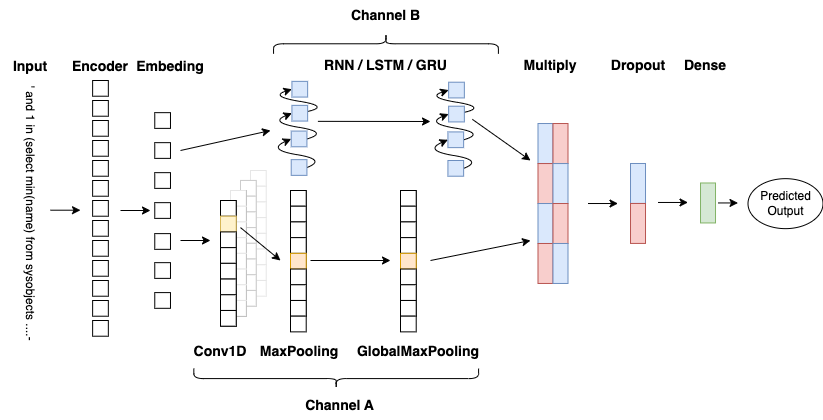 Channel B
Input
Encoder
Embeding
RNN / LSTM / GRU
Multiply
Dropout
Dense
' and 1 in (select min(name) from sysobjects ....-
Predicted
Output
Conv1D
MaxPooling
GlobalMaxPooling
Channel A